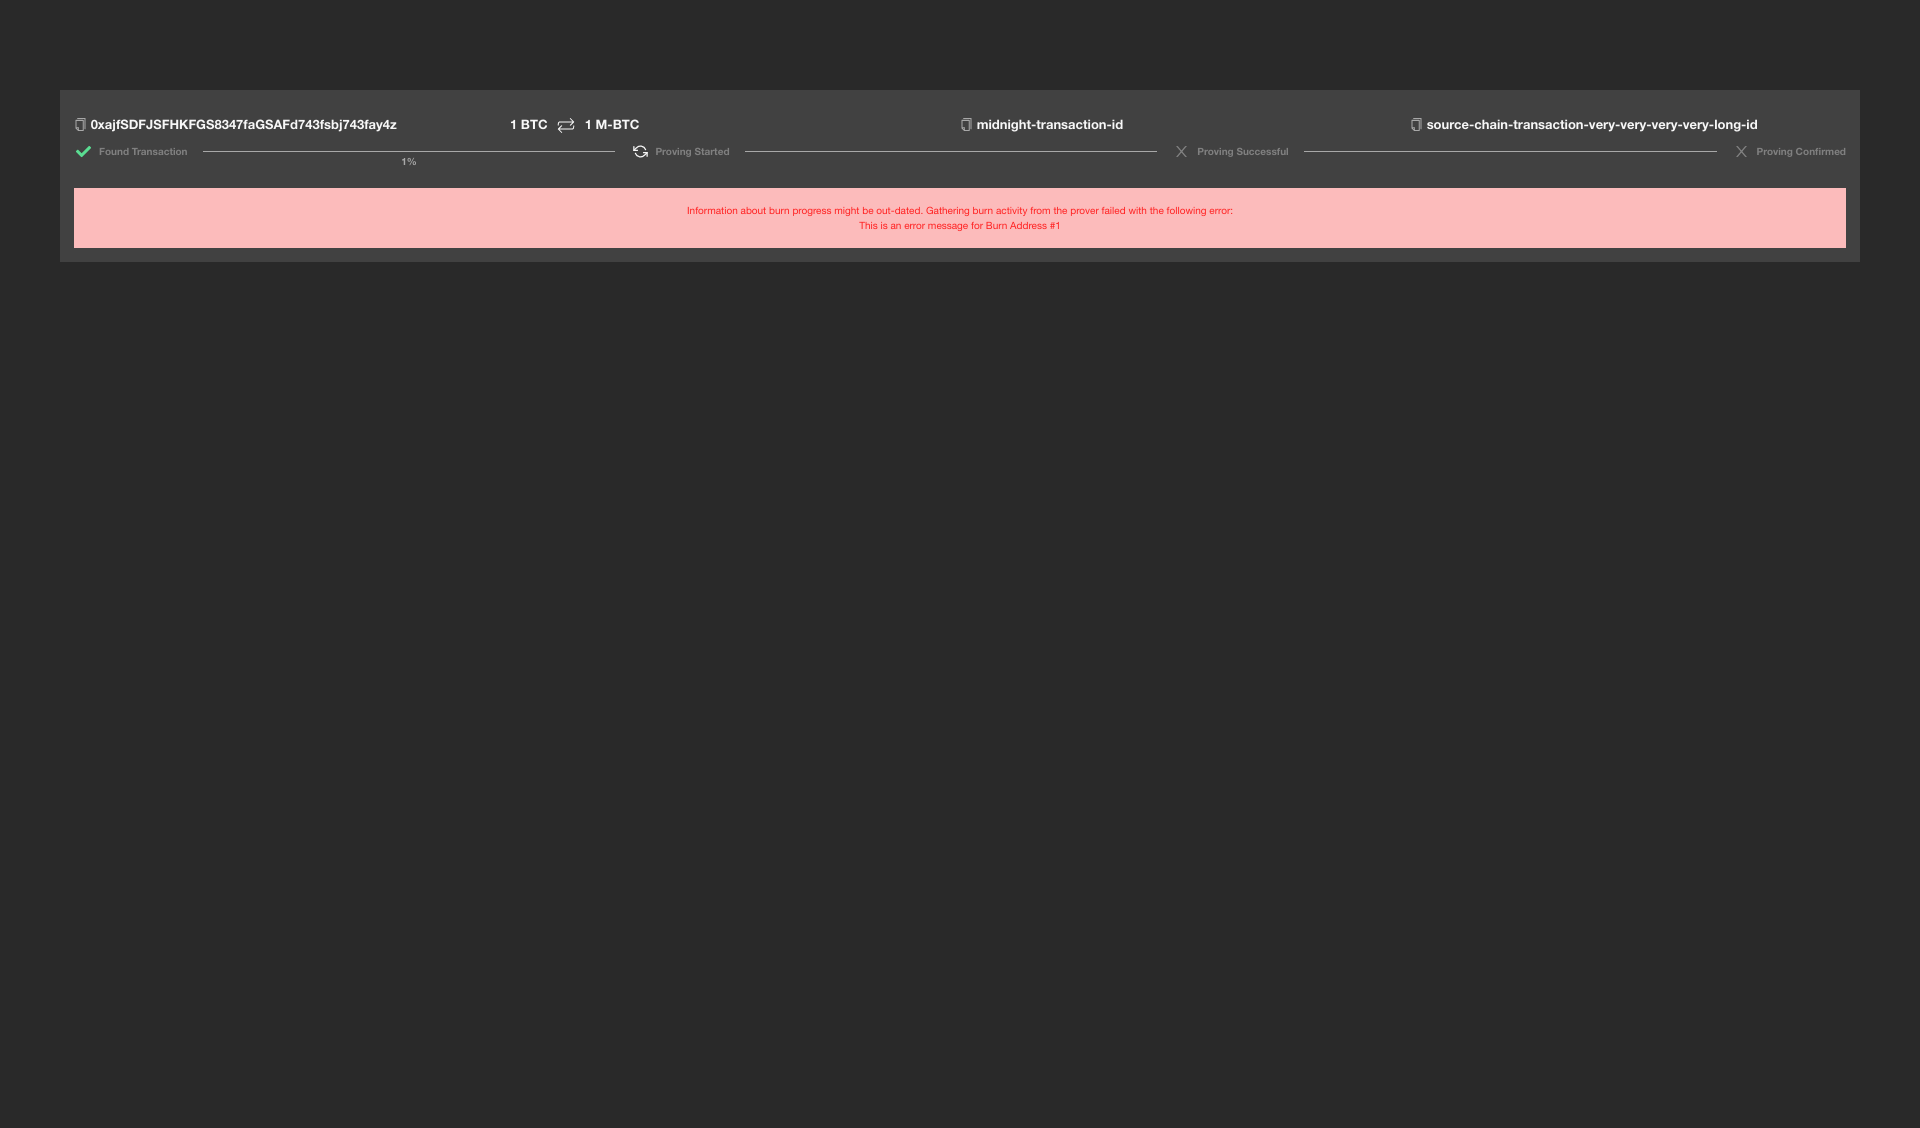 0xajfSDFJSFHKFGS8347faGSAFd743fsbj743fay4z 1 BTC 1 M-BTC midnight-transaction-id source-chain-transaction-very-very-very-very-long-id
Found Transaction Proving Started Proving Successful Proving Confirmed
1%
Information about burn progress might be out-dated. Gathering burn activity from the prover failed with the following error:
This is an error message for Burn Address #1